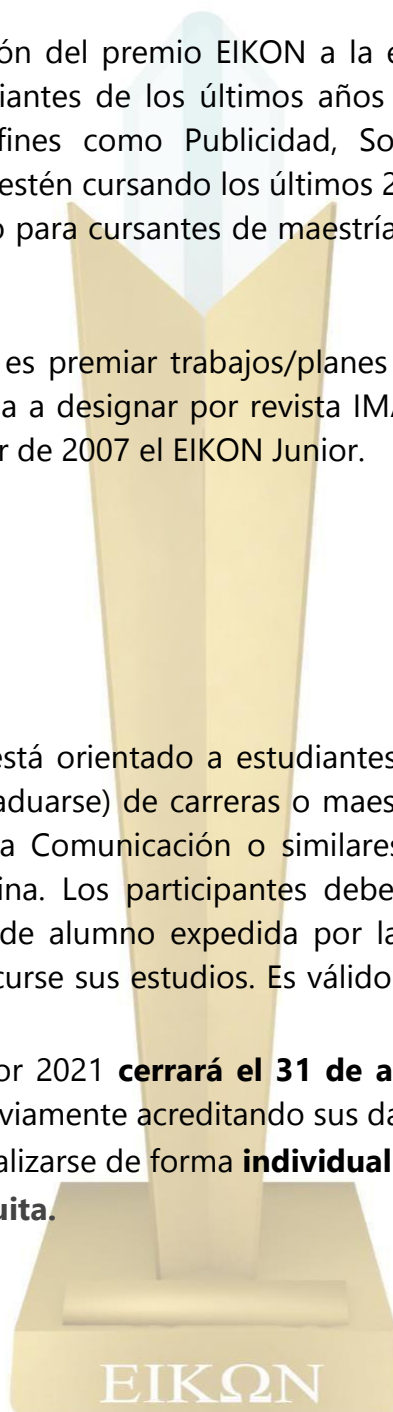 ón del premio EIKON a la e
iantes de los últimos años
fines como Publicidad, So
estén cursando los últimos 2
o para cursantes de maestría
es premiar trabajos/planes
a a designar por revista IMA
r de 2007 el EIKON Junior.
está orientado a estudiantes
aduarse) de carreras o maes
a Comunicación o similares
ina. Los participantes debe
de alumno expedida por la
curse sus estudios. Es válido
or 2021 cerrará el 31 de a
viamente acreditando sus da
alizarse de forma individual
uita.
EIKΩN